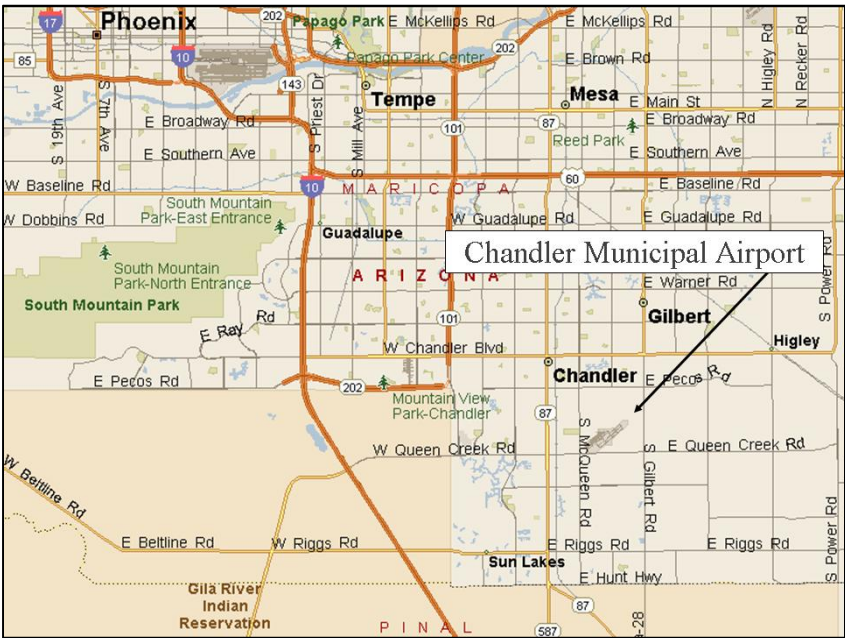 17
Phoenix
202
Papago Park
E McKellips Rd
E McKellips Rd
10
202
85
Papago Park Center
E Brown Rd
N Higley Rd
N Recker Rd
143
S Priest Dr
Tempe
Mesa
E Main St
S 19th Ave
S 7th Ave
E Broadway Rd
S Mill Ave
101
87
E Broadway Rd
Reed Park
E Southern Ave
E Southern Ave
W Baseline Rd
10
MARICOPA
60
E Baseline Rd
South Mountain
Park-East Entrance
W Dobbins Rd
W Guadalupe Rd
E Guadalupe Rd
Guadalupe
Chandler Municipal Airport
South Mountain
Park-North Entrance
ARIZONA
E Warner Rd
S Power Rd
South Mountain Park
Gilbert
E Ray Rd
101
W Chandler Blvd
Higley
Chandler
E Pecos Rd
202
E Pecos Rd
Mountain View
Park-Chandler
87
S McQueen Rd
S Gilbert Rd
W Queen Creek Rd
E Queen Creek Rd
W Beltline Rd
S Power Rd
E Beltline Rd
W Riggs Rd
E Riggs Rd
E Riggs Rd
Sun Lakes
E Hunt Hwy
Gila River
Indian
Reservation
87
PINAL
587
a-28